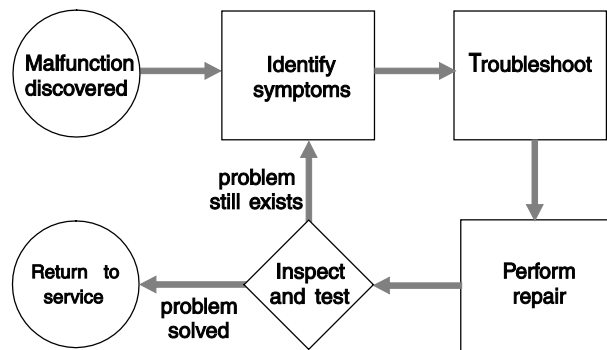 Malfunction
discovered
Identify
symptoms
Troubleshoot
problem
still exists
Return to
service
problem
solved
Inspect
and test
Perform
repair